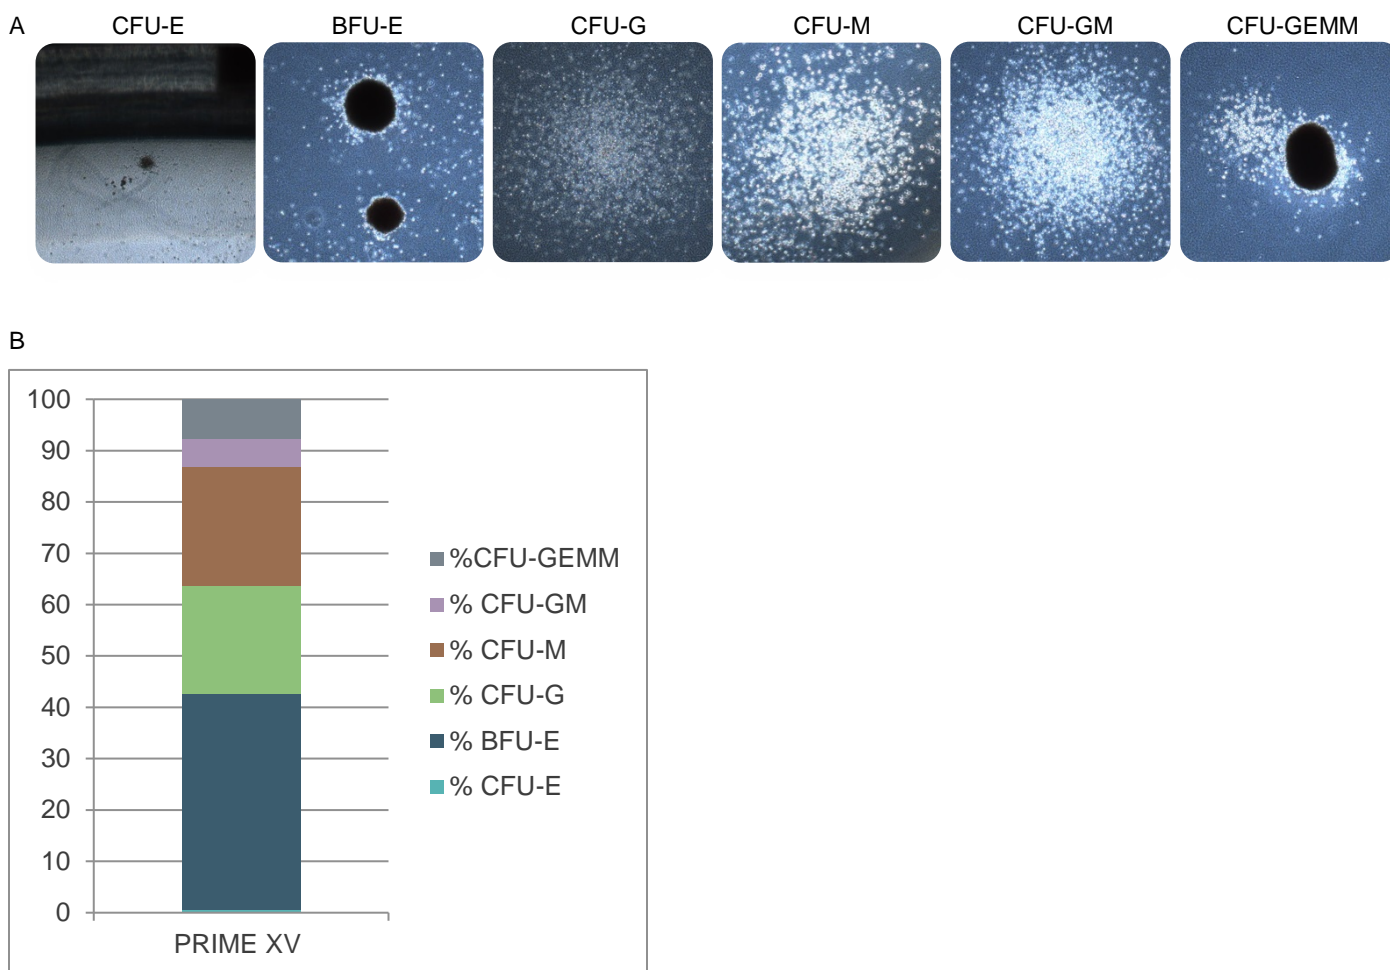 A
CFU-E BFU-E CFU-G CFU-M CFU-GM CFU-GEMM
B
100
90
80
70
60
50
40
30
20
10
0
PRIME XV
%CFU-GEMM
% CFU-GM
% CFU-M
% CFU-G
% BFU-E
% CFU-E